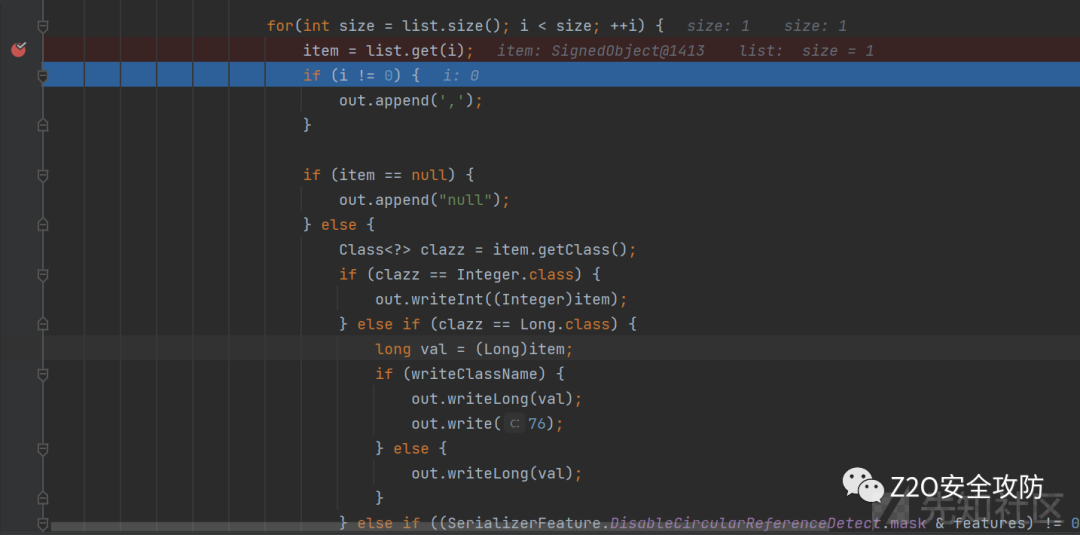 for(int size = list.size(); i < size; ++i) {   size: 1    size: 1
item = list.get(i);   item: SignedObject@1413    list:  size = 1
if (i != 0) {   i: 0
out.append(',');
}
if (item == null) {
out.append("null");
} else {
Class<?> clazz = item.getClass();
if (clazz == Integer.class) {
out.writeInt((Integer)item);
} else if (clazz == Long.class) {
long val = (Long)item;
if (writeClassName) {
out.writeLong(val);
out.write( c: 76);
} else {
out.writeLong(val);
}
} else if ((SerializerFeature.DisableCircularReferenceDetect.mask & features) != 0
Z2O安全攻防
先知社区